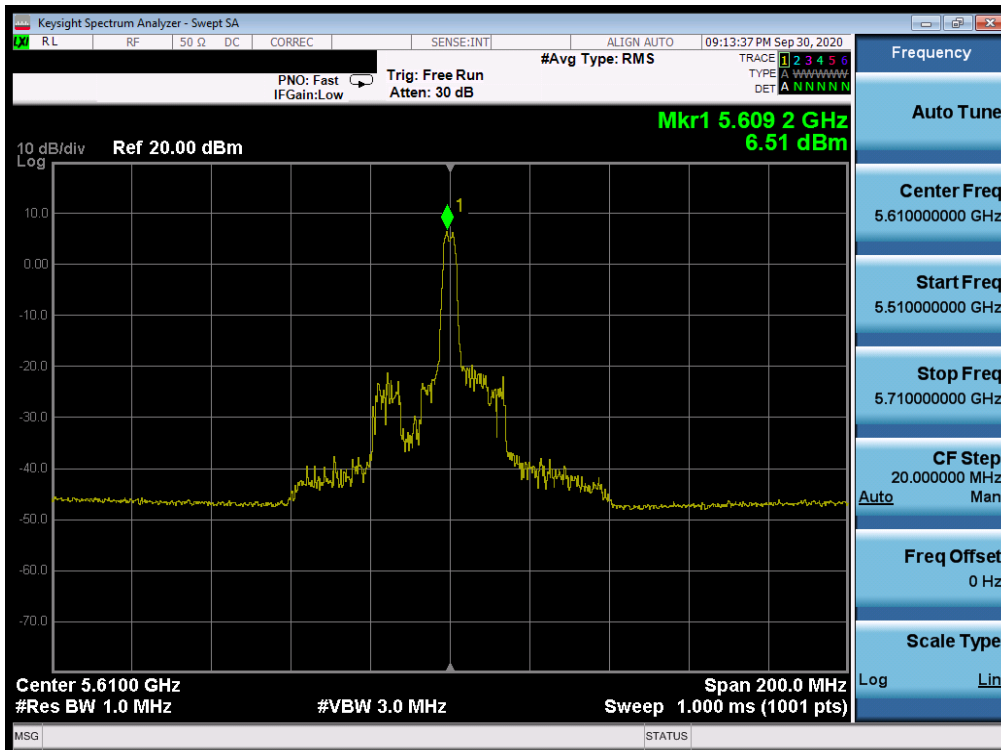 Keysight Spectrum Analyzer - Swept SA
LXI RL RF 50 Ω DC CORREC SENSE:INT ALIGN AUTO 09:13:37 PM Sep 30, 2020
#Avg Type: RMS
TRACE 1 2 3 4 5 6
PNO: Fast Trig: Free Run
TYPE A WWWWW
IFGain:Low Atten: 30 dB
DET A N N N N N
Mkr1 5.609 2 GHz
6.51 dBm
10 dB/div Ref 20.00 dBm
Log
1
10.0
0.00
-10.0
-20.0
-30.0
-40.0
-50.0
-60.0
-70.0
Center 5.6100 GHz Span 200.0 MHz
#Res BW 1.0 MHz #VBW 3.0 MHz Sweep 1.000 ms (1001 pts)
MSG STATUS
Frequency
Auto Tune
Center Freq
5.610000000 GHz
Start Freq
5.510000000 GHz
Stop Freq
5.710000000 GHz
CF Step
20.000000 MHz
Auto Man
Freq Offset
0 Hz
Scale Type
Log Lin